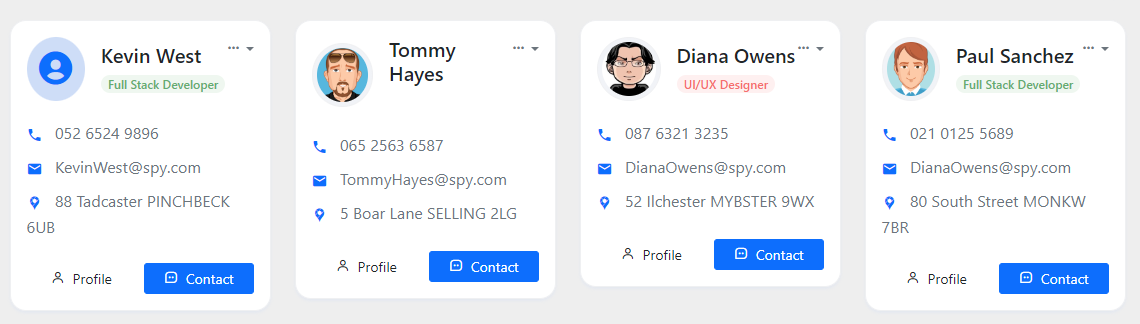 Kevin West
Full Stack Developer
052 6524 9896
KevinWest@spy.com
88 Tadcaster PINCHBECK
6UB
Profile
Contact
Tommy
Hayes
065 2563 6587
TommyHayes@spy.com
5 Boar Lane SELLING 2LG
Profile
Contact
Diana Owens
UI/UX Designer
087 6321 3235
DianaOwens@spy.com
52 Ilchester MYBSTER 9WX
Profile
Contact
Paul Sanchez
Full Stack Developer
021 0125 5689
DianaOwens@spy.com
80 South Street MONKW
7BR
Profile
Contact